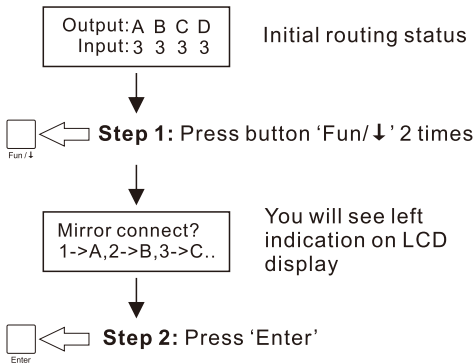 Output: A B C D
Input: 3 3 3 3
Initial routing status
Step 1: Press button ‘Fun/↓’ 2 times
Fun/↓
Mirror connect?
1->A,2->B,3->C..
You will see left
indication on LCD
display
Step 2: Press ‘Enter’
Enter